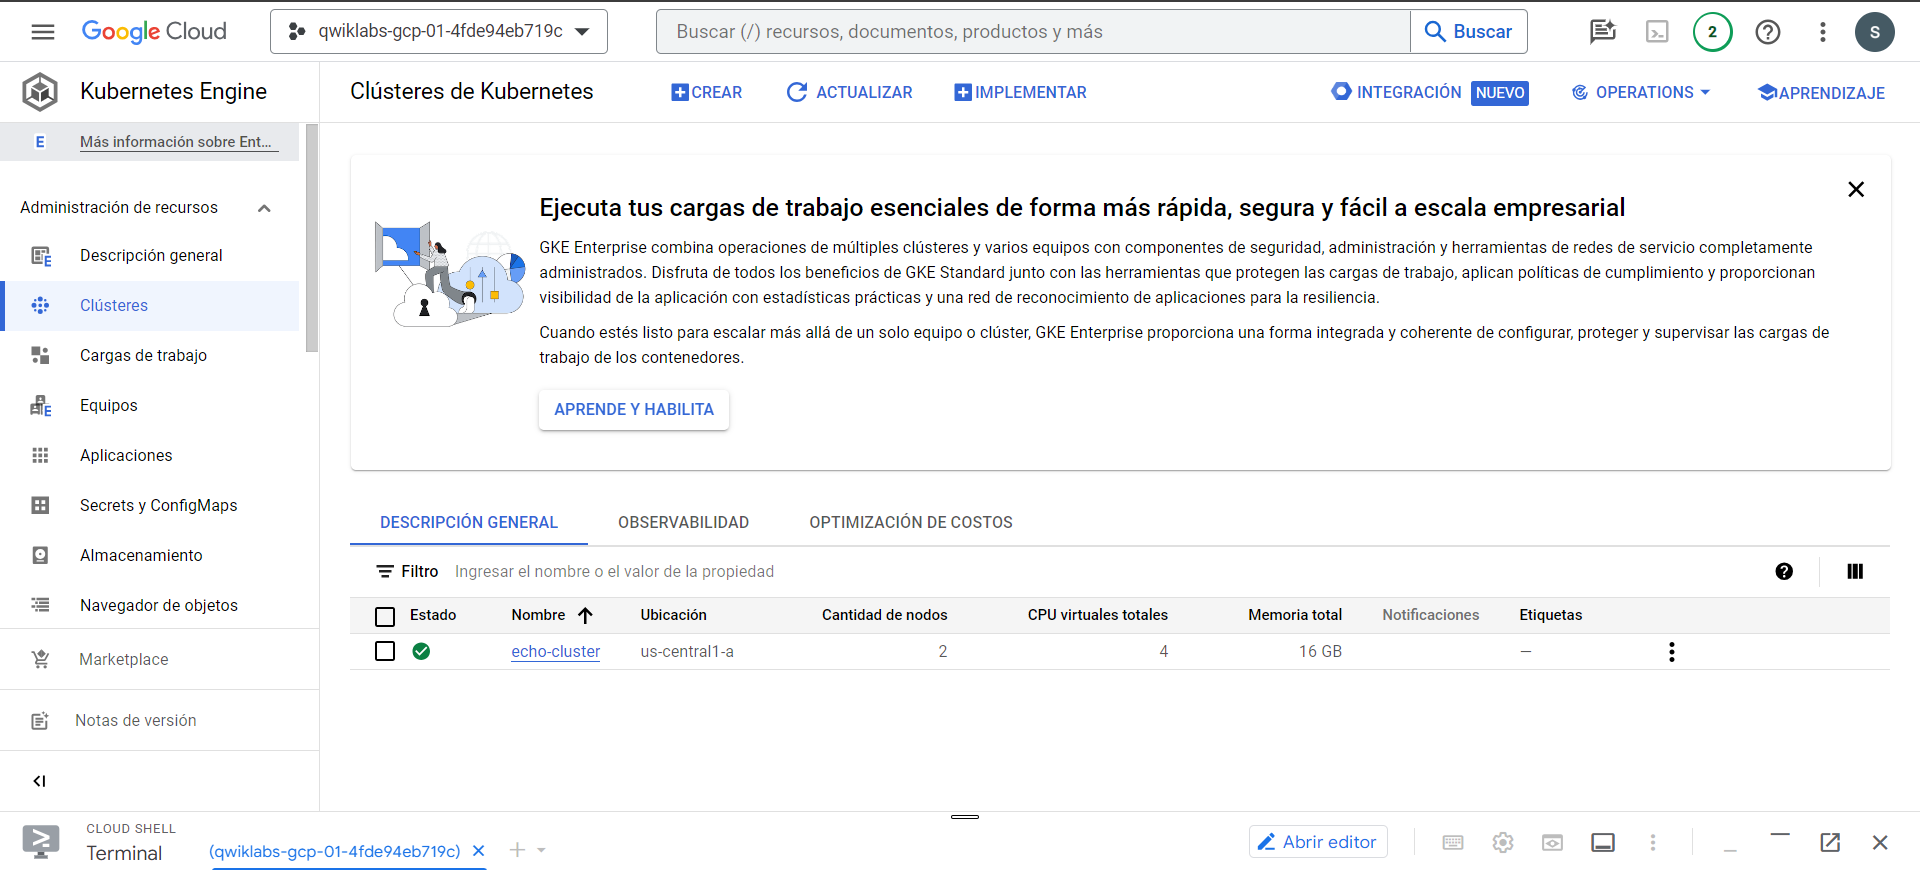 Google Cloud
qwiklabs-gcp-01-4fde94eb719c
Buscar (/) recursos, documentos, productos y más
Buscar
2
S
Kubernetes Engine
Clústeres de Kubernetes
CREAR
ACTUALIZAR
IMPLEMENTAR
INTEGRACIÓN
NUEVO
OPERATIONS
APRENDIZAJE
E
Más información sobre Ent...
Administración de recursos
Descripción general
Clústeres
Cargas de trabajo
Equipos
Aplicaciones
Secrets y ConfigMaps
Almacenamiento
Navegador de objetos
Marketplace
Notas de versión
Ejecuta tus cargas de trabajo esenciales de forma más rápida, segura y fácil a escala empresarial
GKE Enterprise combina operaciones de múltiples clústeres y varios equipos con componentes de seguridad, administración y herramientas de redes de servicio completamente
administrados. Disfruta de todos los beneficios de GKE Standard junto con las herramientas que protegen las cargas de trabajo, aplican políticas de cumplimiento y proporcionan
visibilidad de la aplicación con estadísticas prácticas y una red de reconocimiento de aplicaciones para la resiliencia.
Cuando estés listo para escalar más allá de un solo equipo o clúster, GKE Enterprise proporciona una forma integrada y coherente de configurar, proteger y supervisar las cargas de
trabajo de los contenedores.
APRENDE Y HABILITA
DESCRIPCIÓN GENERAL
OBSERVABILIDAD
OPTIMIZACIÓN DE COSTOS
Filtro
Ingresar el nombre o el valor de la propiedad
Estado Nombre Ubicación Cantidad de nodos CPU virtuales totales Memoria total Notificaciones Etiquetas
echo-cluster us-central1-a 2 4 16 GB —
CLOUD SHELL
Terminal
(qwiklabs-gcp-01-4fde94eb719c)
Abrir editor